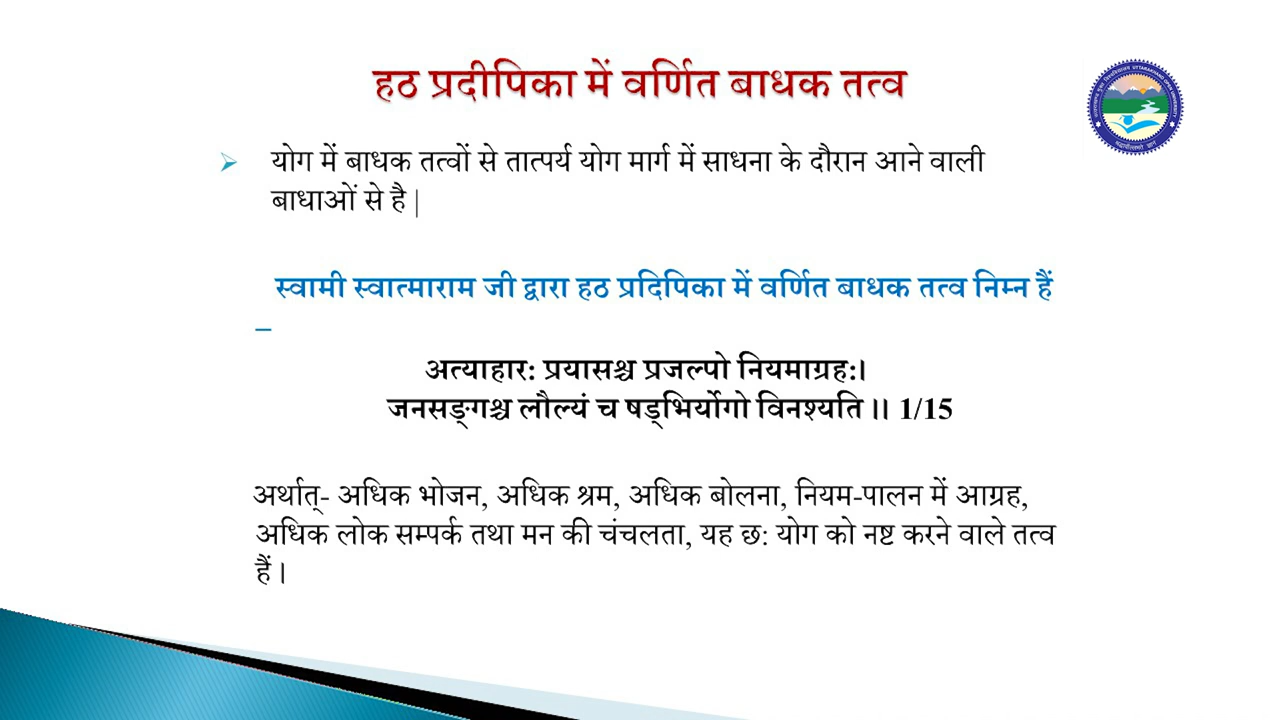 हठ प्रदीपिका में वर्णित बाधक तत्व
योग में बाधक तत्वों से तात्पर्य योग मार्ग में साधना के दौरान आने वाली
बाधाओं से है |
स्वामी स्वात्माराम जी द्वारा हठ प्रदिपिका में वर्णित बाधक तत्व निम्न हैं
–
अत्याहार: प्रयासश्च प्रजल्पो नियमाग्रह:।
जनसङ्गश्च लौल्यं च षड्भिर्योगो विनश्यति ।। 1/15
अर्थात्- अधिक भोजन, अधिक श्रम, अधिक बोलना, नियम-पालन में आग्रह,
अधिक लोक सम्पर्क तथा मन की चंचलता, यह छ: योग को नष्ट करने वाले तत्व
हैं ।